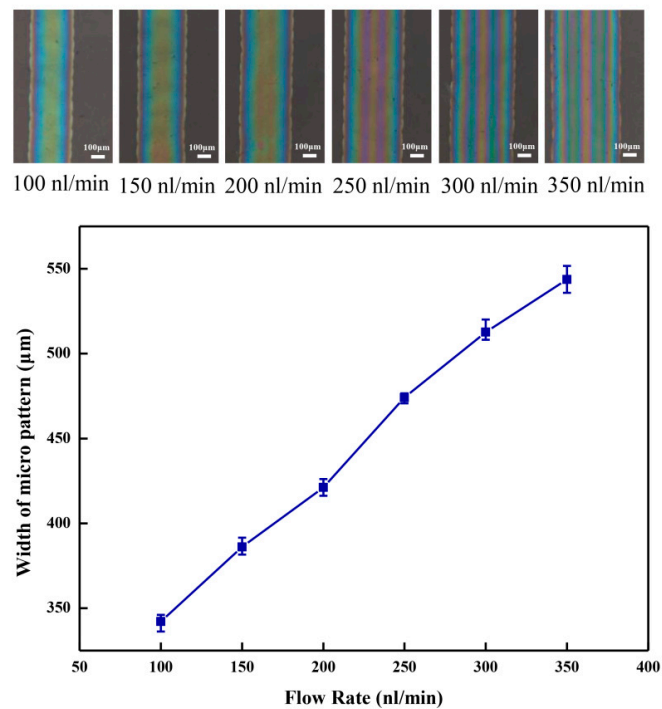 100μm 100μm 100μm 100μm 100μm 100μm
100 nl/min 150 nl/min 200 nl/min 250 nl/min 300 nl/min 350 nl/min
550
500
450
400
350
Width of micro pattern (μm)
50 100 150 200 250 300 350 400
Flow Rate (nl/min)